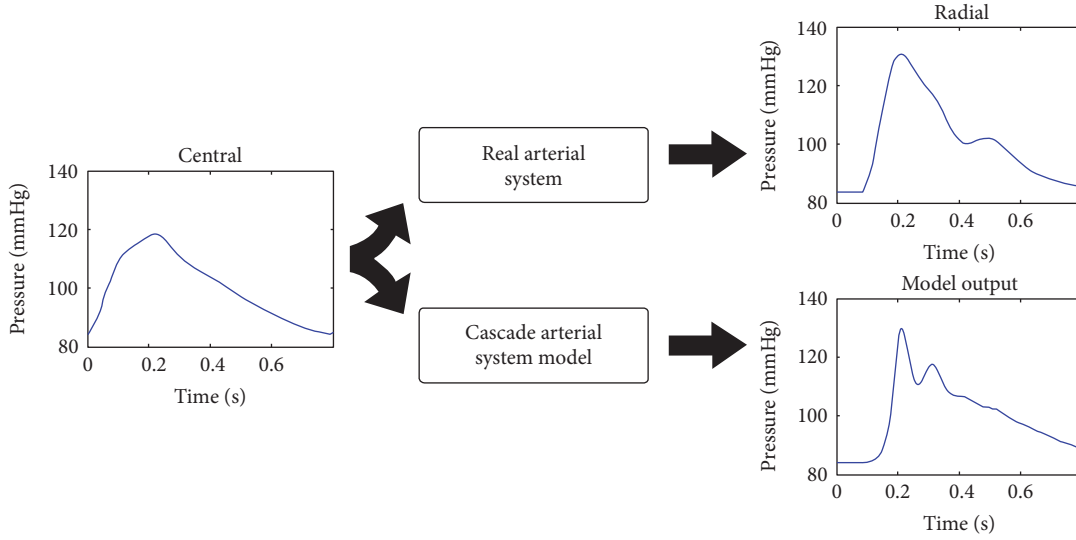 Central
140
120
100
80
0
0.2
0.4
0.6
Pressure (mmHg)
Time (s)
Real arterial
system
Cascade arterial
system model
Radial
140
120
100
80
0
0.2
0.4
0.6
Pressure (mmHg)
Time (s)
Model output
140
120
100
80
0
0.2
0.4
0.6
Pressure (mmHg)
Time (s)